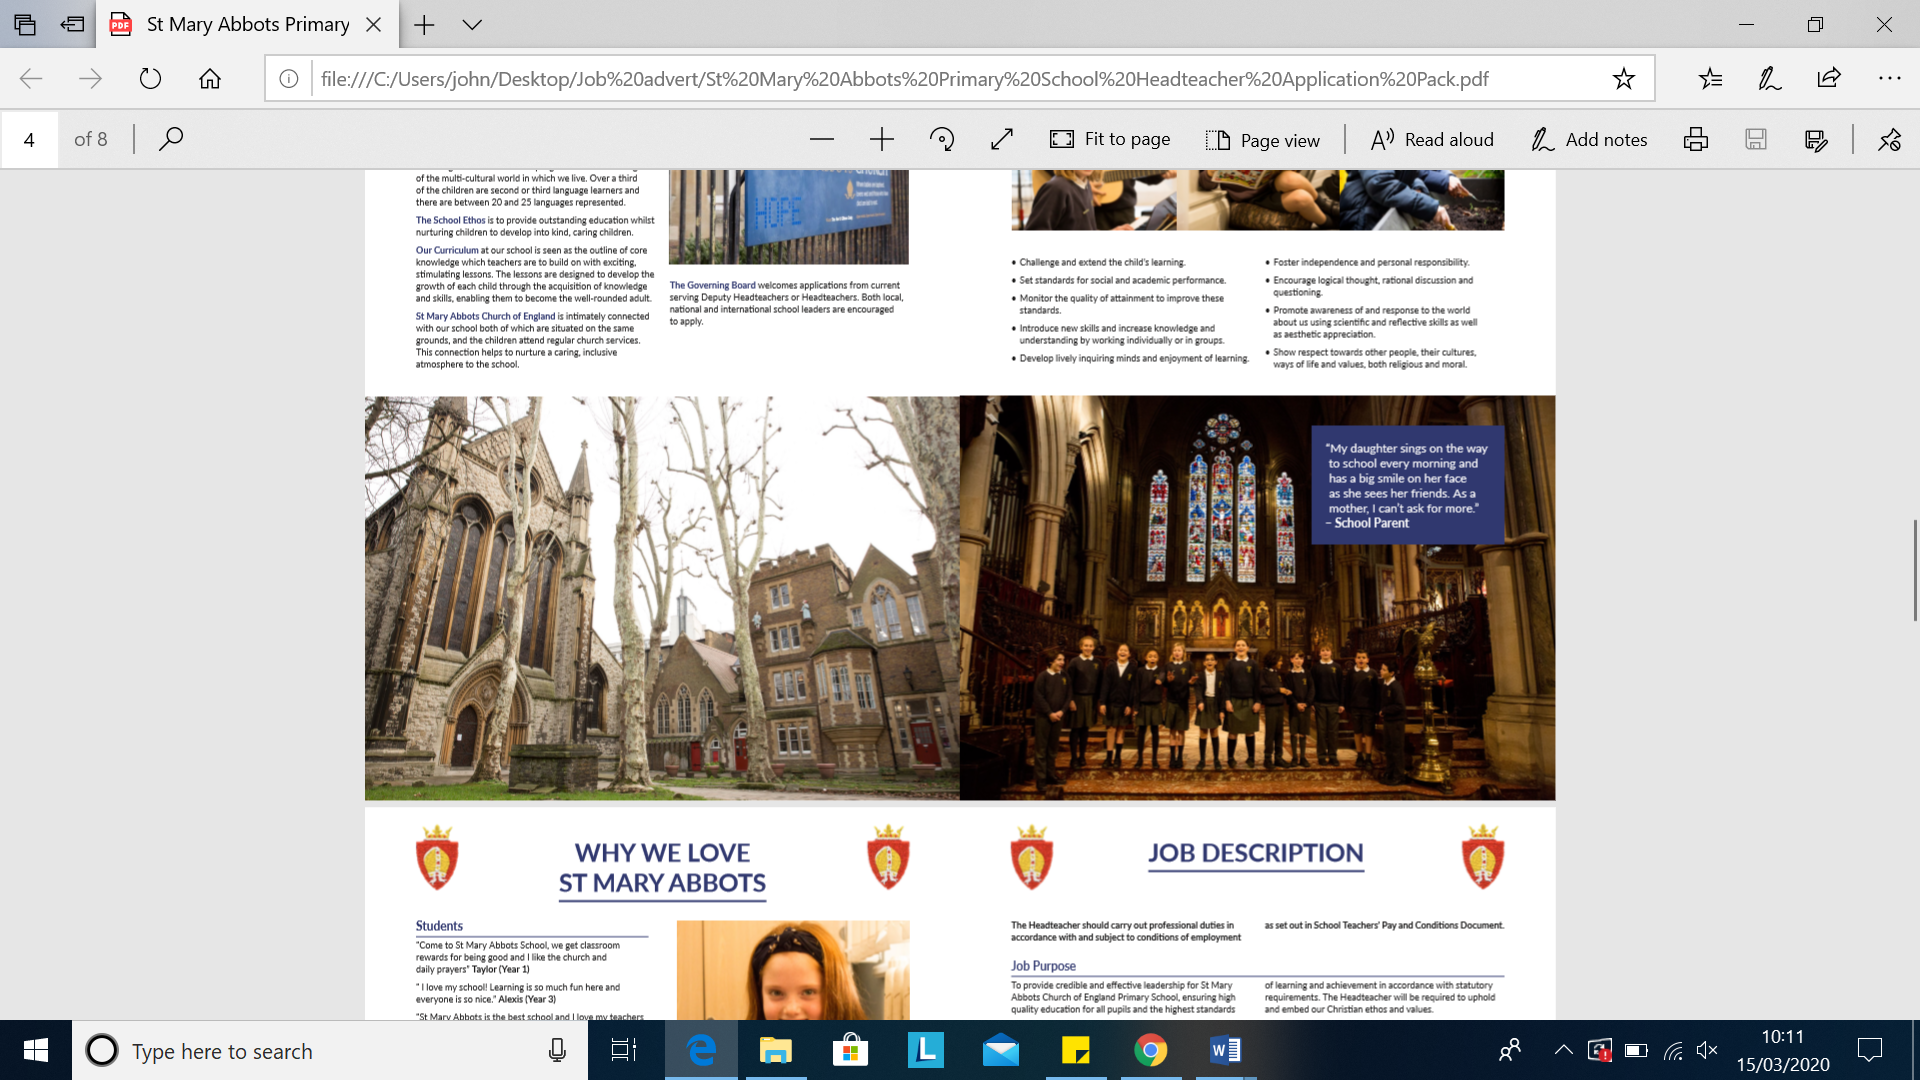 St Mary Abbots Primary
file:///C:/Users/john/Desktop/Job%20advert/St%20Mary%20Abbots%20Primary%20School%20Headteacher%20Application%20Pack.pdf
4 of 8
Fit to page
Page view
Read aloud
Add notes
of the multi-cultural world in which we live. Over a third
of the children are second or third language learners and
there are between 20 and 25 languages represented.
The School Ethos is to provide outstanding education whilst
nurturing children to develop into kind, caring children.
Our Curriculum at our school is seen as the outline of core
knowledge which teachers are to build on with exciting,
stimulating lessons. The lessons are designed to develop the
growth of each child through the acquisition of knowledge
and skills, enabling them to become the well-rounded adult.
St Mary Abbots Church of England is intimately connected
with our school both of which are situated on the same
grounds, and the children attend regular church services.
This connection helps to nurture a caring, inclusive
atmosphere to the school.
HOPE
The Governing Board welcomes applications from current
serving Deputy Headteachers or Headteachers. Both local,
national and international school leaders are encouraged
to apply.
• Challenge and extend the child's learning.
• Set standards for social and academic performance.
• Monitor the quality of attainment to improve these
standards.
• Introduce new skills and increase knowledge and
understanding by working individually or in groups.
• Develop lively inquiring minds and enjoyment of learning.
• Foster independence and personal responsibility.
• Encourage logical thought, rational discussion and
questioning.
• Promote awareness of and response to the world
about us using scientific and reflective skills as well
as aesthetic appreciation.
• Show respect towards other people, their cultures,
ways of life and values, both religious and moral.
"My daughter sings on the way
to school every morning and
has a big smile on her face
as she sees her friends. As a
mother, I can't ask for more."
– School Parent
WHY WE LOVE
ST MARY ABBOTS
Students
"Come to St Mary Abbots School, we get classroom
rewards for being good and I like the church and
daily prayers" Taylor (Year 1)
" I love my school! Learning is so much fun here and
everyone is so nice." Alexis (Year 3)
"St Mary Abbots is the best school and I love my teachers
JOB DESCRIPTION
The Headteacher should carry out professional duties in
accordance with and subject to conditions of employment
as set out in School Teachers' Pay and Conditions Document.
Job Purpose
To provide credible and effective leadership for St Mary
Abbots Church of England Primary School, ensuring high
quality education for all pupils and the highest standards
of learning and achievement in accordance with statutory
requirements. The Headteacher will be required to uphold
and embed our Christian ethos and values.
Type here to search
10:11
15/03/2020